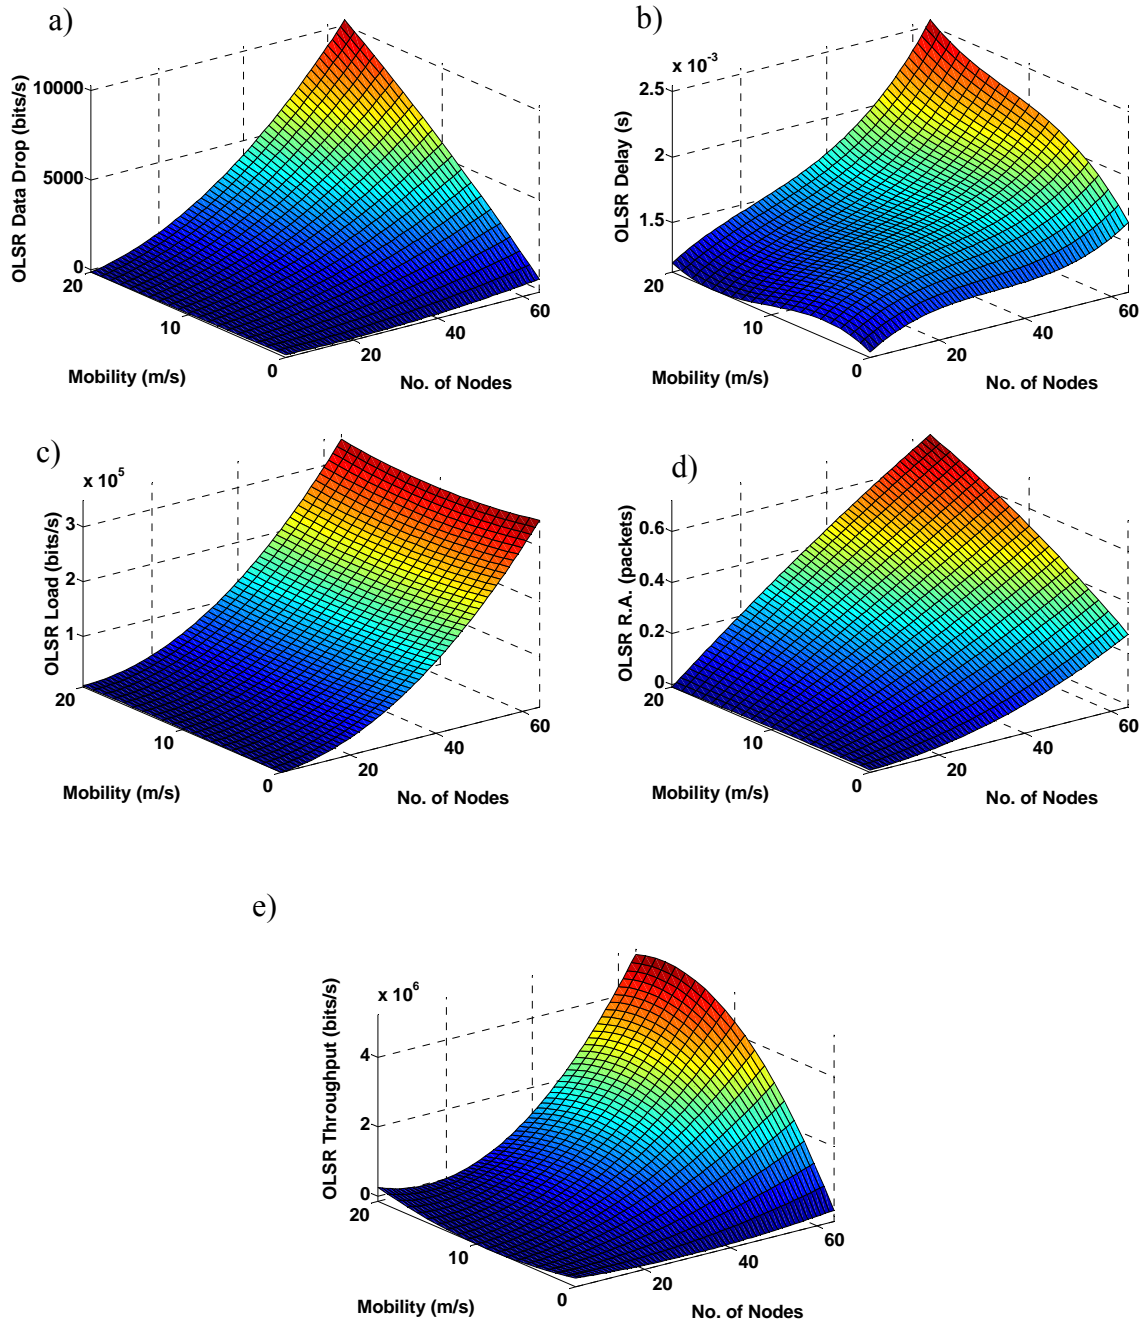 a)
OLSR Data Drop (bits/s)
10000
5000
0
20
10
0
Mobility (m/s)
20
40
60
No. of Nodes
b)
x 10-3
OLSR Delay (s)
2.5
2
1.5
20
10
0
Mobility (m/s)
20
40
60
No. of Nodes
c)
x 105
OLSR Load (bits/s)
3
2
1
20
10
0
Mobility (m/s)
20
40
60
No. of Nodes
d)
OLSR R.A. (packets)
0.6
0.4
0.2
0
20
10
0
Mobility (m/s)
20
40
60
No. of Nodes
e)
x 106
OLSR Throughput (bits/s)
4
2
0
20
10
0
Mobility (m/s)
20
40
60
No. of Nodes